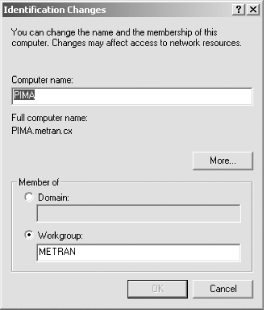 Identification Changes
You can change the name and the membership of this
computer. Changes may affect access to network resources.
Computer name:
PIMA
Full computer name:
PIMA.metran.cx
More...
Member of
Domain:
Workgroup:
METRAN
OK
Cancel